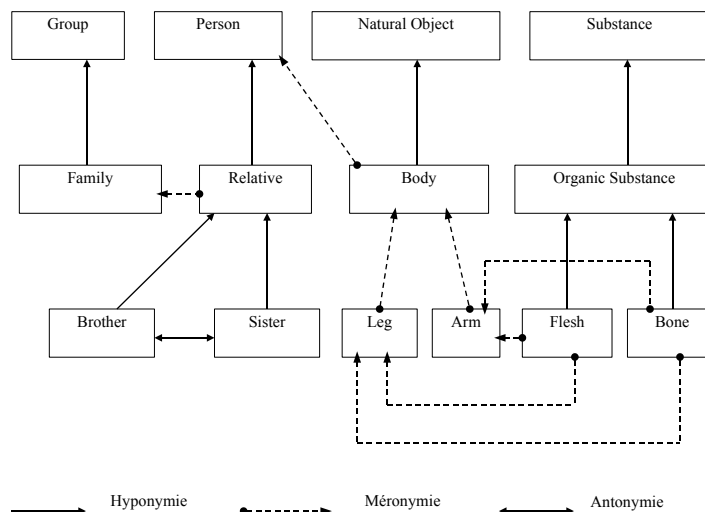 Group
Person
Natural Object
Substance
Family
Relative
Body
Organic Substance
Brother
Sister
Leg
Arm
Flesh
Bone
Hyponymie
Méronymie
Antonymie